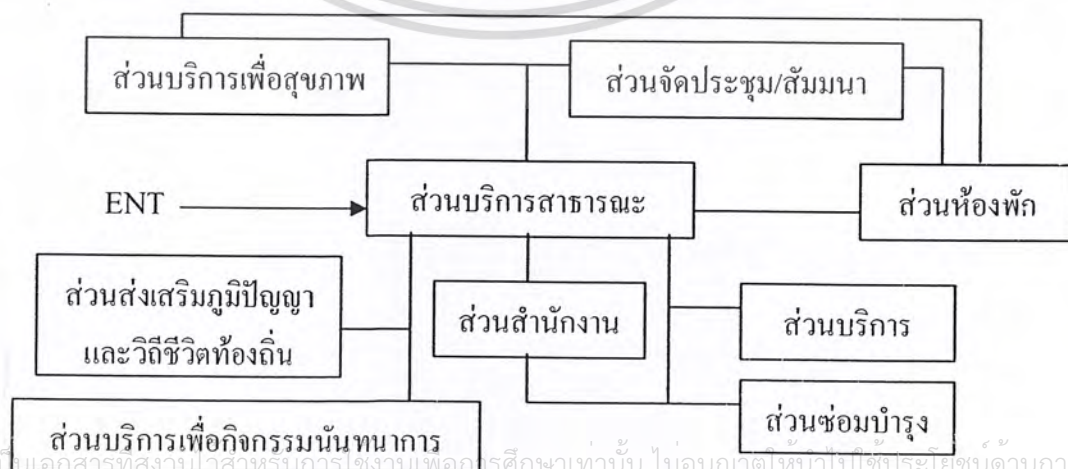 ส่วนบริการเพื่อสุขภาพ
ส่วนจัดประชุม/สัมมนา
ENT
ส่วนบริการสาธารณะ
ส่วนห้องพัก
ส่วนส่งเสริมภูมิปัญญา
และวิถีชีวิตท้องถิ่น
ส่วนสำนักงาน
ส่วนบริการ
ส่วนบริการเพื่อกิจกรรมนันทนาการ
ส่วนซ่อมบำรุง